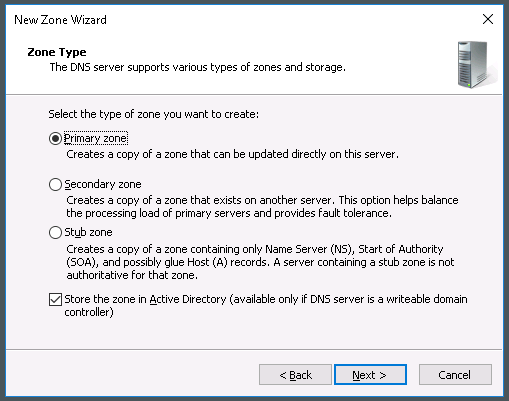 New Zone Wizard
Zone Type
The DNS server supports various types of zones and storage.
Select the type of zone you want to create:
Primary zone
Creates a copy of a zone that can be updated directly on this server.
Secondary zone
Creates a copy of a zone that exists on another server. This option helps balance
the processing load of primary servers and provides fault tolerance.
Stub zone
Creates a copy of a zone containing only Name Server (NS), Start of Authority
(SOA), and possibly glue Host (A) records. A server containing a stub zone is not
authoritative for that zone.
Store the zone in Active Directory (available only if DNS server is a writeable domain
controller)
< Back
Next >
Cancel